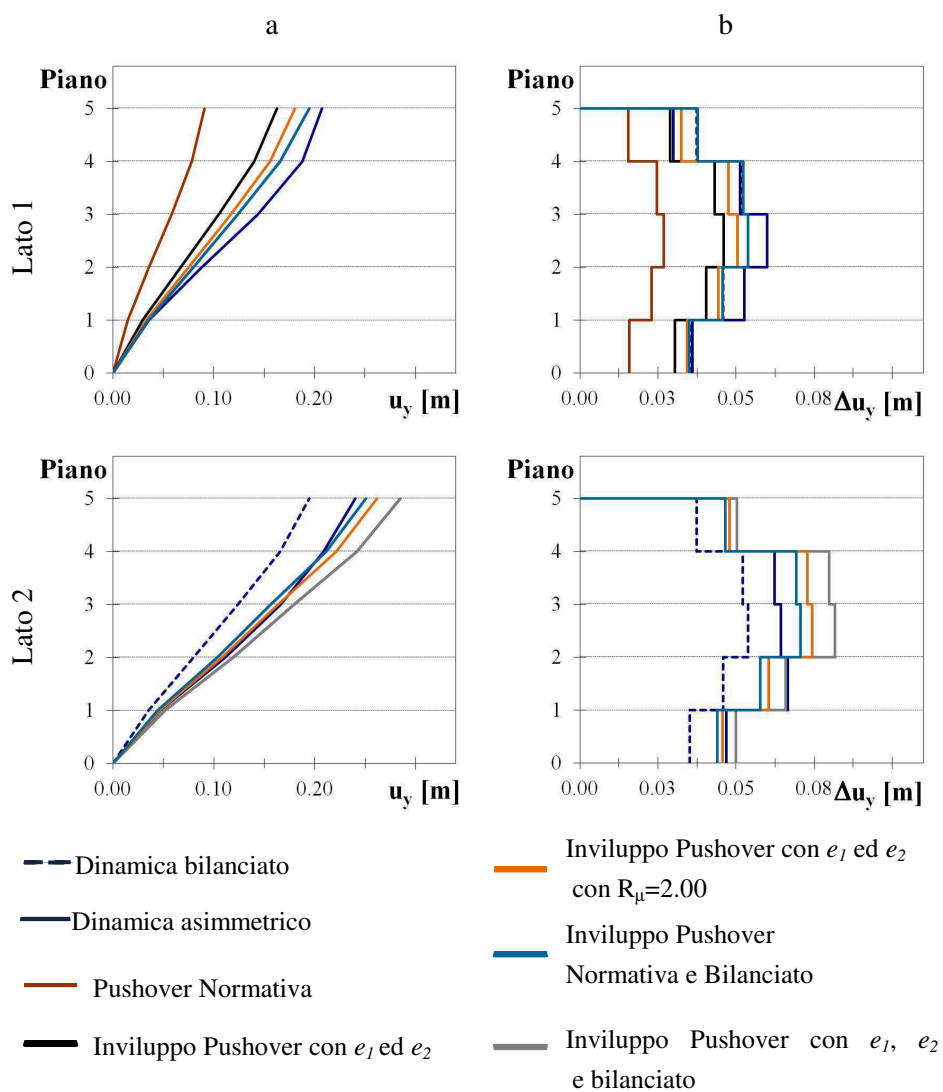 a
b
Piano
5
4
3
2
1
0
0.00 0.10 0.20
u_y [m]
Lato 1
Piano
5
4
3
2
1
0
0.00 0.03 0.05 0.08
Δu_y [m]
Piano
5
4
3
2
1
0
0.00 0.10 0.20
u_y [m]
Lato 2
Piano
5
4
3
2
1
0
0.00 0.03 0.05 0.08
Δu_y [m]
Dinamica bilanciato
Dinamica asimmetrico
Pushover Normativa
Inviluppo Pushover con e₁ ed e₂
Inviluppo Pushover con e₁ ed e₂
con R_μ=2.00
Inviluppo Pushover
Normativa e Bilanciato
Inviluppo Pushover con e₁, e₂
e bilanciato